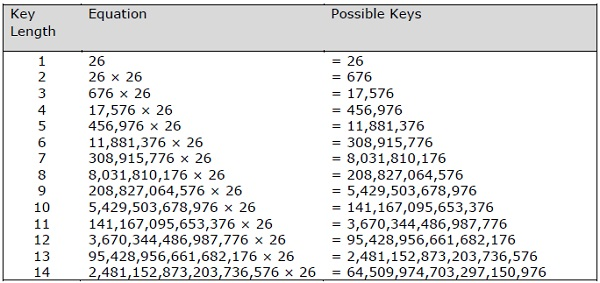 Key Length Equation Possible Keys
1 26 = 26
2 26 × 26 = 676
3 676 × 26 = 17,576
4 17,576 × 26 = 456,976
5 456,976 × 26 = 11,881,376
6 11,881,376 × 26 = 308,915,776
7 308,915,776 × 26 = 8,031,810,176
8 8,031,810,176 × 26 = 208,827,064,576
9 208,827,064,576 × 26 = 5,429,503,678,976
10 5,429,503,678,976 × 26 = 141,167,095,653,376
11 141,167,095,653,376 × 26 = 3,670,344,486,987,776
12 3,670,344,486,987,776 × 26 = 95,428,956,661,682,176
13 95,428,956,661,682,176 × 26 = 2,481,152,873,203,736,576
14 2,481,152,873,203,736,576 × 26 = 64,509,974,703,297,150,976